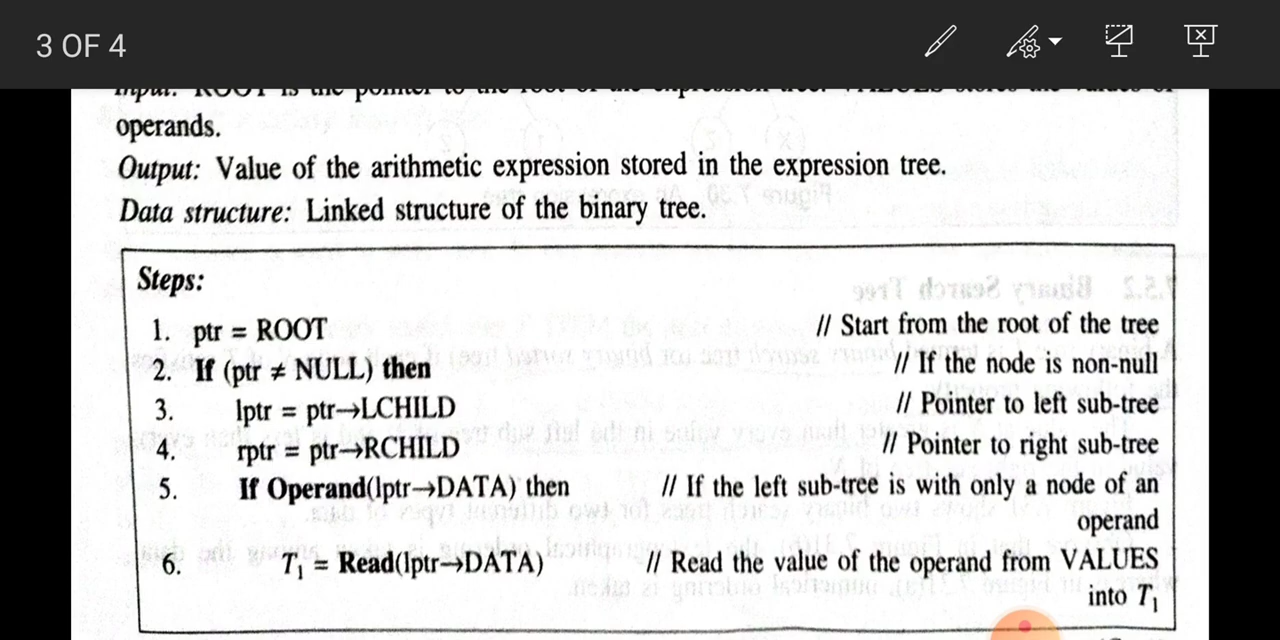 3 OF 4
operands.
Output: Value of the arithmetic expression stored in the expression tree.
Data structure: Linked structure of the binary tree.
Steps:
1. ptr = ROOT // Start from the root of the tree
2. If (ptr ≠ NULL) then // If the node is non-null
3. lptr = ptr→LCHILD // Pointer to left sub-tree
4. rptr = ptr→RCHILD // Pointer to right sub-tree
5. If Operand(lptr→DATA) then // If the left sub-tree is with only a node of an
operand
6. T₁ = Read(lptr→DATA) // Read the value of the operand from VALUES
into T₁